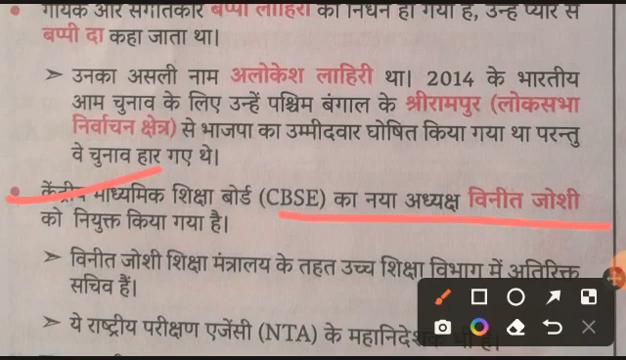 गायक और संगीतकार बप्पी लाहिरी का निधन हो गया है, उन्हें प्यार से
बप्पी दा कहा जाता था।
➤ उनका असली नाम अलोकेश लाहिरी था। 2014 के भारतीय
आम चुनाव के लिए उन्हें पश्चिम बंगाल के श्रीरामपुर (लोकसभा
निर्वाचन क्षेत्र) से भाजपा का उम्मीदवार घोषित किया गया था परन्तु
वे चुनाव हार गए थे।
• केंद्रीय माध्यमिक शिक्षा बोर्ड (CBSE) का नया अध्यक्ष विनीत जोशी
को नियुक्त किया गया है।
➤ विनीत जोशी शिक्षा मंत्रालय के तहत उच्च शिक्षा विभाग में अतिरिक्त
सचिव हैं।
➤ ये राष्ट्रीय परीक्षण एजेंसी (NTA) के महानिदेशक भी हैं।